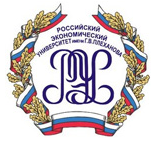 РОССИЙСКИЙ
ЭКОНОМИЧЕСКИЙ
УНИВЕРСИТЕТ ИМЕНИ Г.В.ПЛЕХАНОВА